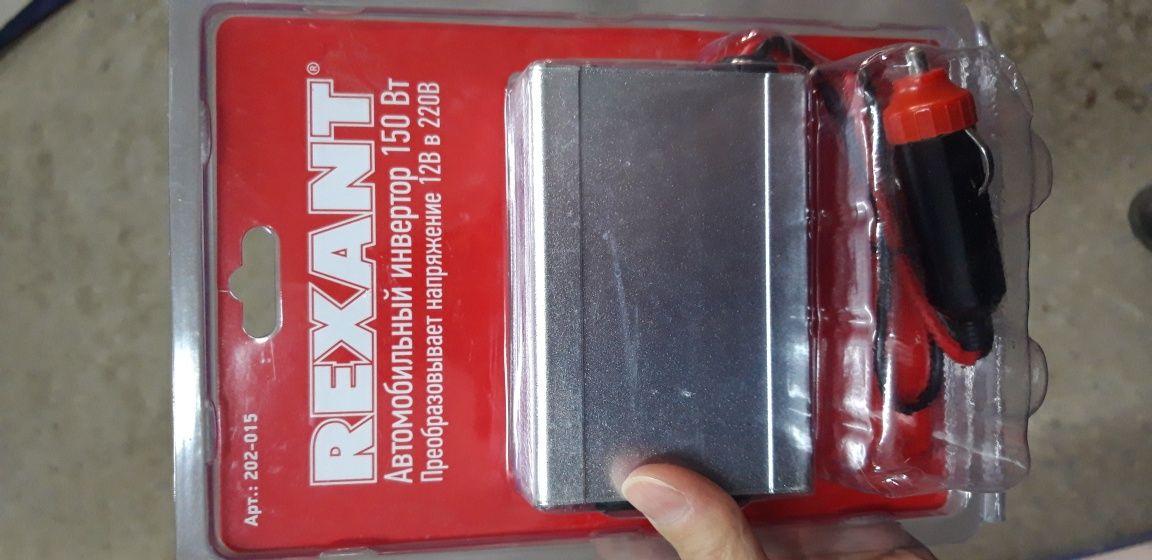 REXANT®
Автомобильный инвертор 150 Вт
Преобразовывает напряжение 12В в 220В
Арт.: 202-015